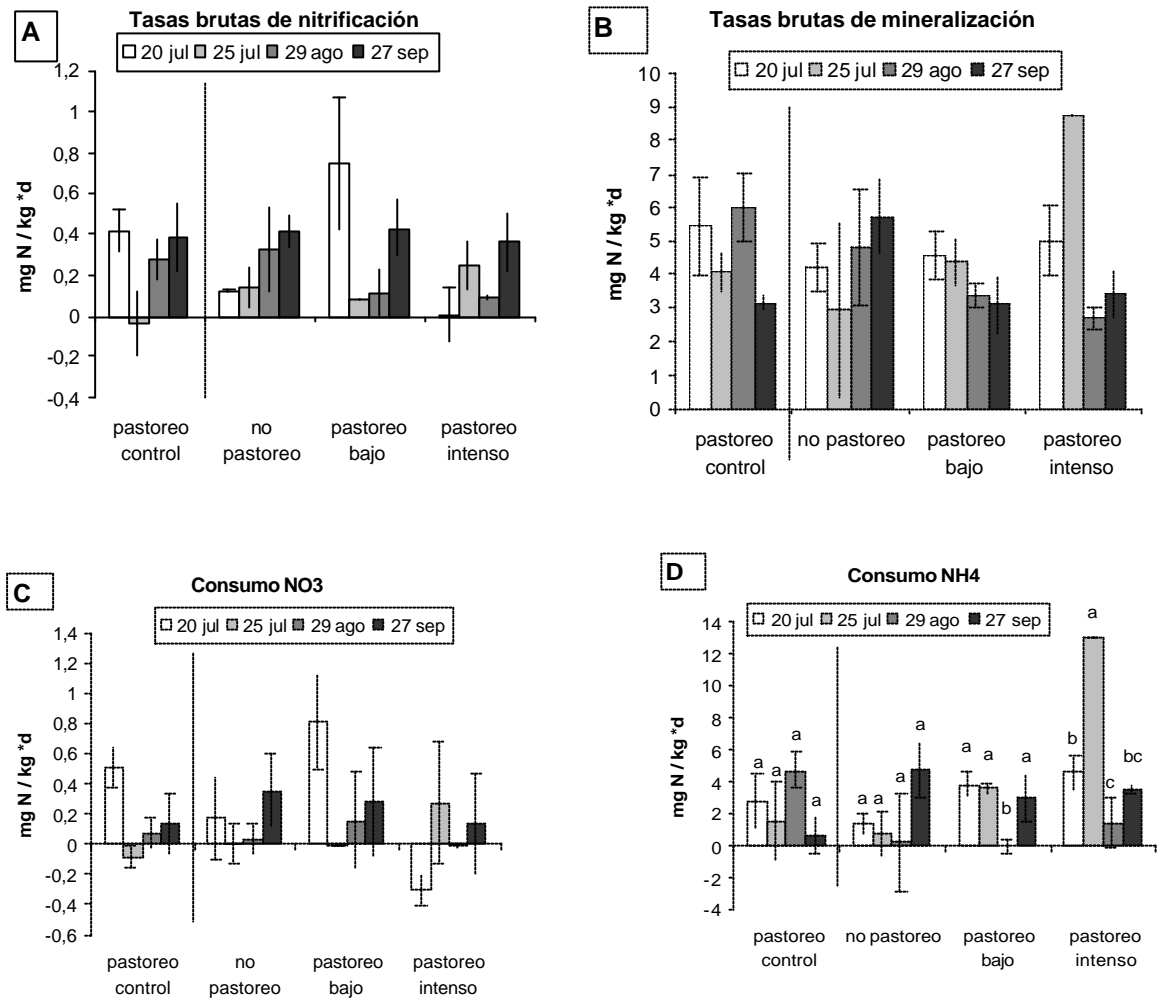 A
Tasas brutas de nitrificación
20 jul 25 jul 29 ago 27 sep
1,2
1
0,8
0,6
0,4
0,2
0
-0,2
-0,4
mg N / kg *d
pastoreo control
no pastoreo
pastoreo bajo
pastoreo intenso
B
Tasas brutas de mineralización
20 jul 25 jul 29 ago 27 sep
10
9
8
7
6
5
4
3
2
1
0
mg N / kg *d
pastoreo control
no pastoreo
pastoreo bajo
pastoreo intenso
C
Consumo NO3
20 jul 25 jul 29 ago 27 sep
1,4
1,2
1
0,8
0,6
0,4
0,2
0
-0,2
-0,4
-0,6
mg N / kg *d
pastoreo control
no pastoreo
pastoreo bajo
pastoreo intenso
D
Consumo NH4
20 jul 25 jul 29 ago 27 sep
14
12
10
8
6
4
2
0
-2
-4
mg N / kg *d
a a a a
a a a a
a a b a
b a c bc
pastoreo control
no pastoreo
pastoreo bajo
pastoreo intenso